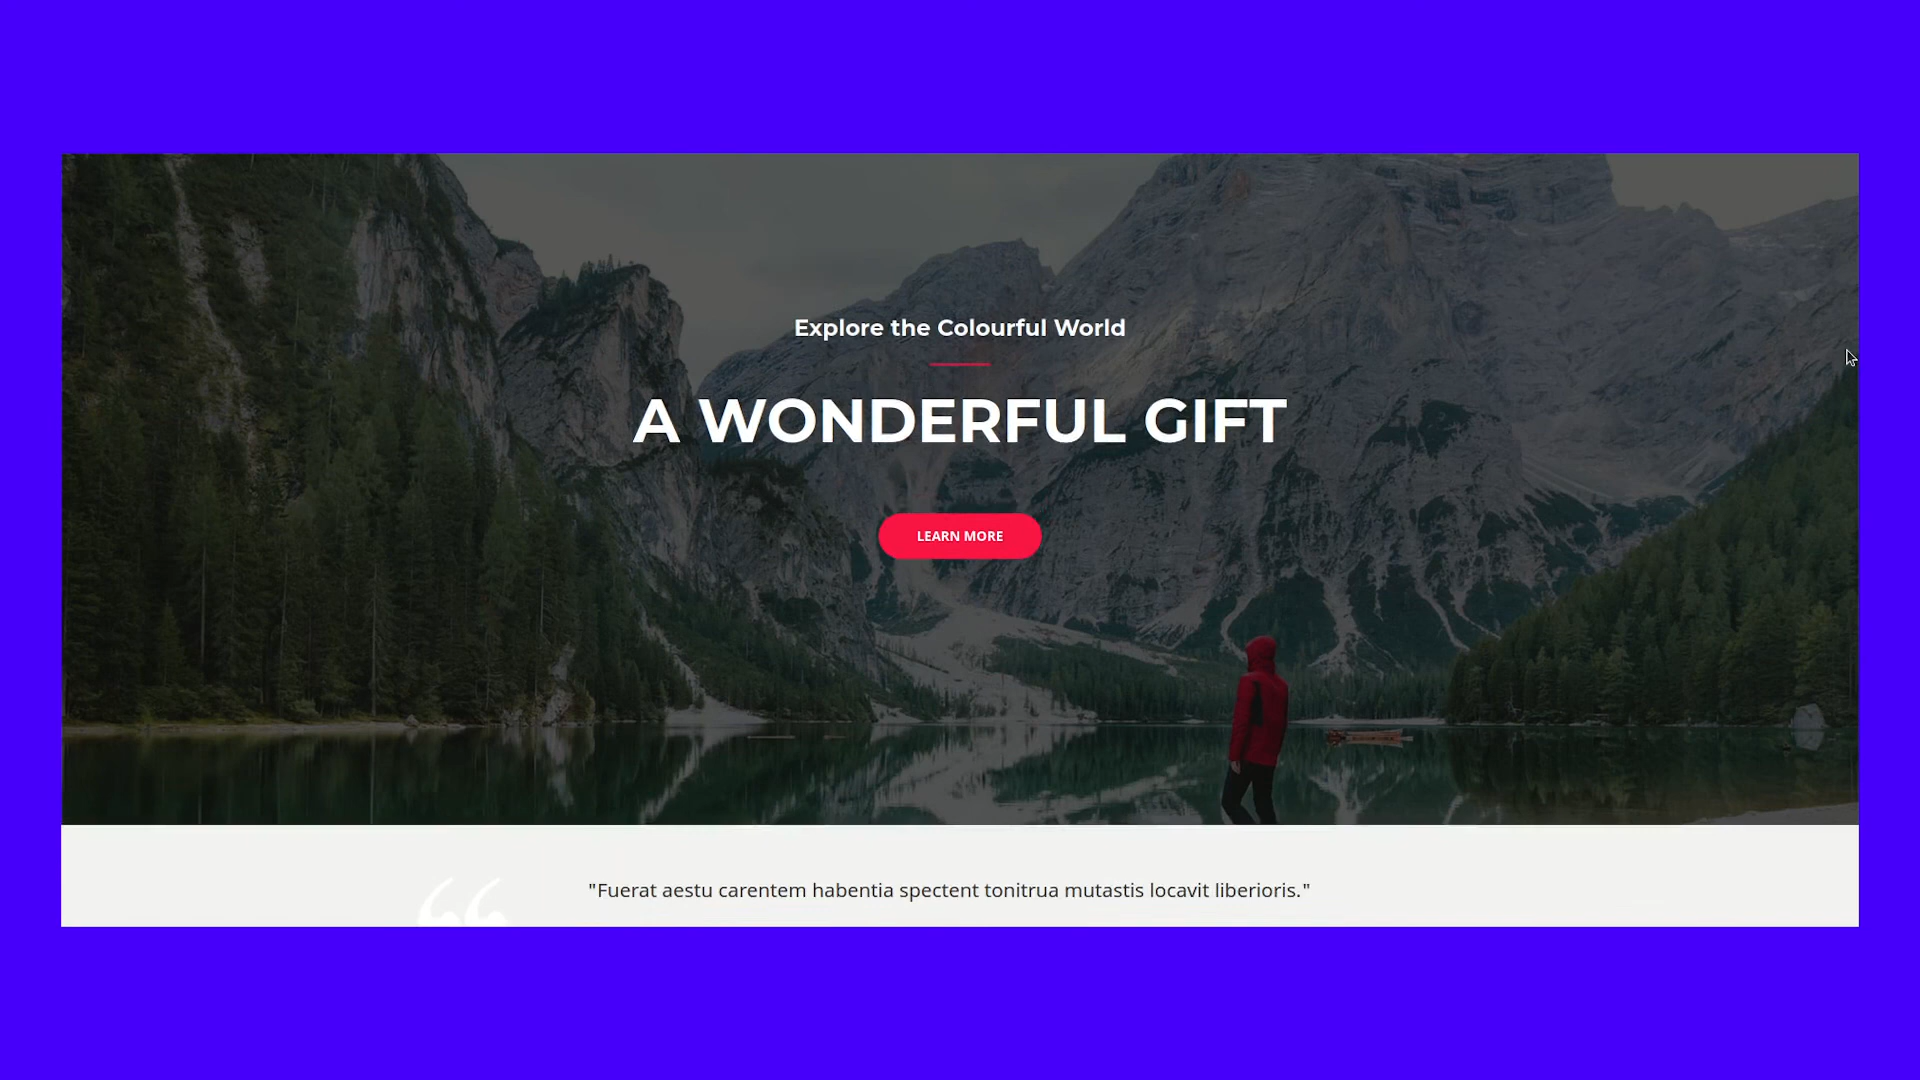 Explore the Colourful World
A WONDERFUL GIFT
LEARN MORE
"Fuerat aestu carentem habentia spectent tonitrua mutastis locavit liberioris."